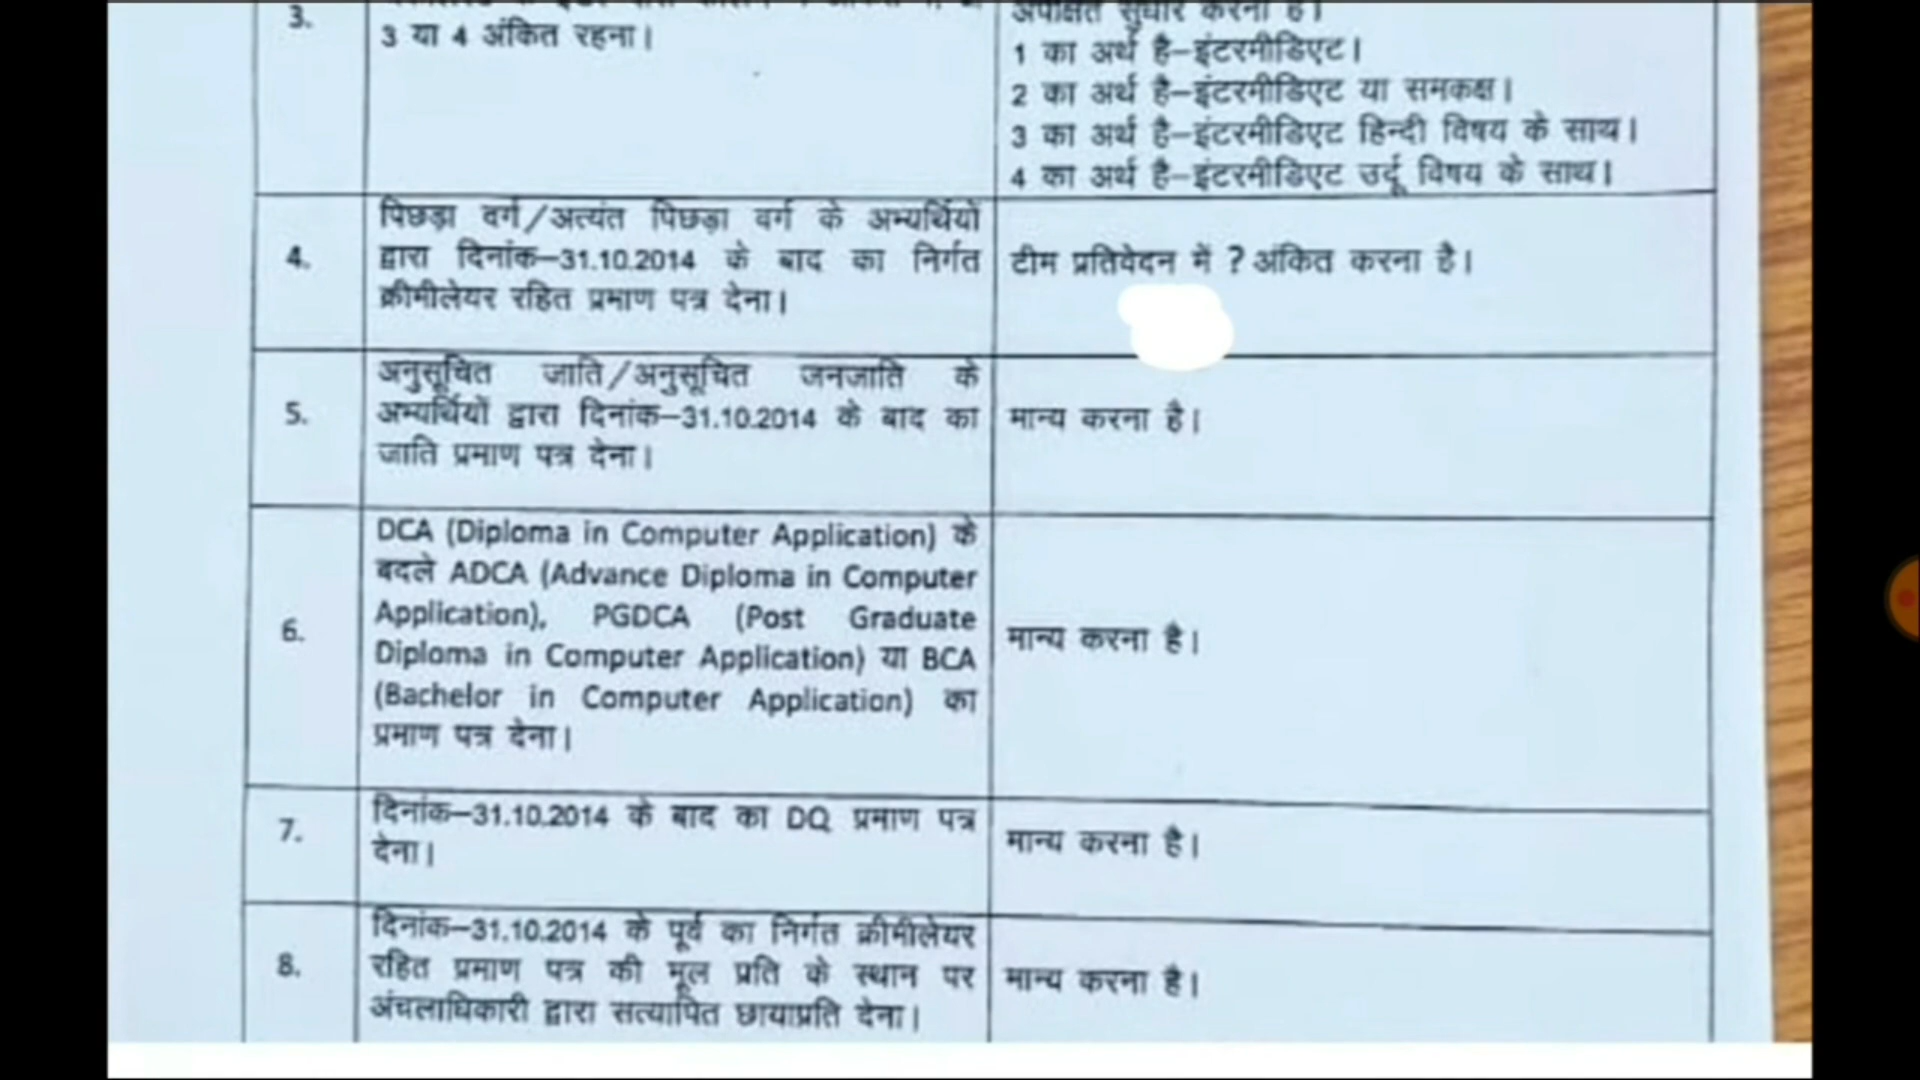 3.
3 या 4 अंकित रहना।
अपेक्षित सुधार करना है।
1 का अर्थ है–इंटरमीडिएट।
2 का अर्थ है–इंटरमीडिएट या समकक्ष।
3 का अर्थ है–इंटरमीडिएट हिन्दी विषय के साथ।
4 का अर्थ है–इंटरमीडिएट उर्दू विषय के साथ।
4.
पिछड़ा वर्ग/अत्यंत पिछड़ा वर्ग के अभ्यर्थियों
द्वारा दिनांक–31.10.2014 के बाद का निर्गत
क्रीमीलेयर रहित प्रमाण पत्र देना।
टीम प्रतिवेदन में ? अंकित करना है।
5.
अनुसूचित जाति/अनुसूचित जनजाति के
अभ्यर्थियों द्वारा दिनांक–31.10.2014 के बाद का
जाति प्रमाण पत्र देना।
मान्य करना है।
6.
DCA (Diploma in Computer Application) के
बदले ADCA (Advance Diploma in Computer
Application), PGDCA (Post Graduate
Diploma in Computer Application) या BCA
(Bachelor in Computer Application) का
प्रमाण पत्र देना।
मान्य करना है।
7.
दिनांक–31.10.2014 के बाद का DQ प्रमाण पत्र
देना।
मान्य करना है।
8.
दिनांक–31.10.2014 के पूर्व का निर्गत क्रीमीलेयर
रहित प्रमाण पत्र की मूल प्रति के स्थान पर
अंचलाधिकारी द्वारा सत्यापित छायाप्रति देना।
मान्य करना है।